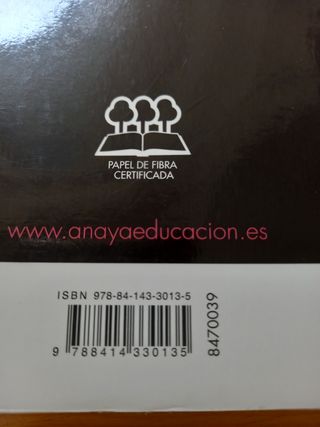 PAPEL DE FIBRA
CERTIFICADA
www.anayaeducacion.es
ISBN 978-84-143-3013-5
9 788414 330135
8470039